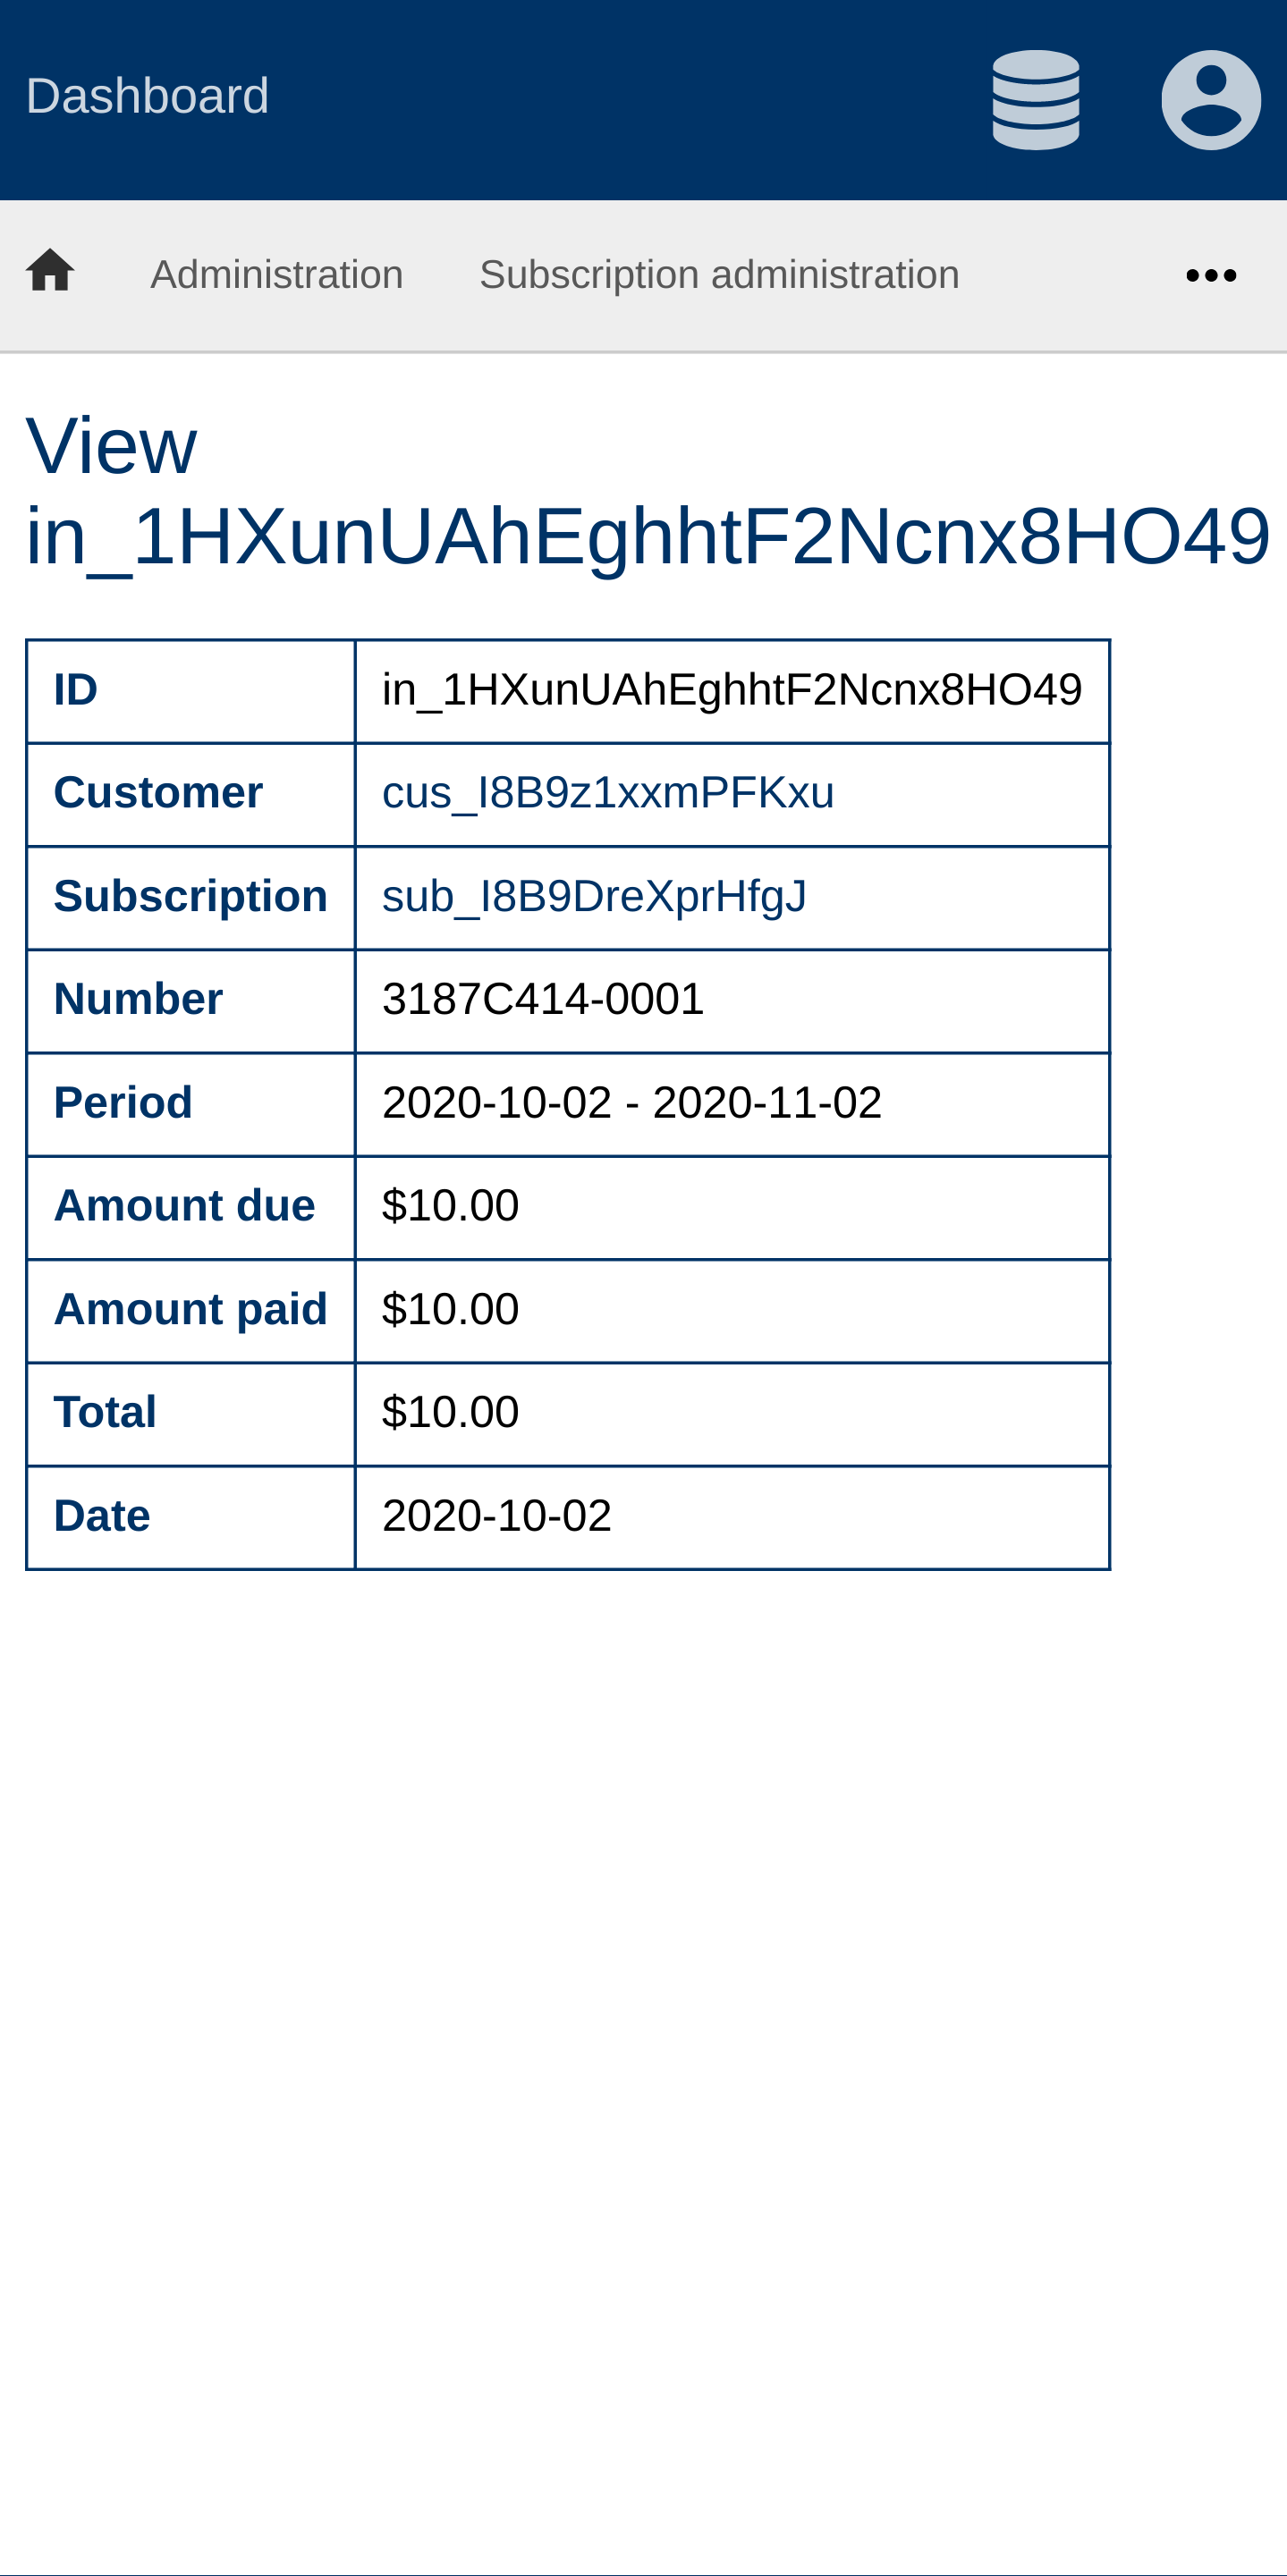 Dashboard
Administration Subscription administration
View
in_1HXunUAhEghhtF2Ncnx8HO49
ID in_1HXunUAhEghhtF2Ncnx8HO49
Customer cus_I8B9z1xxmPFKxu
Subscription sub_I8B9DreXprHfgJ
Number 3187C414-0001
Period 2020-10-02 - 2020-11-02
Amount due $10.00
Amount paid $10.00
Total $10.00
Date 2020-10-02